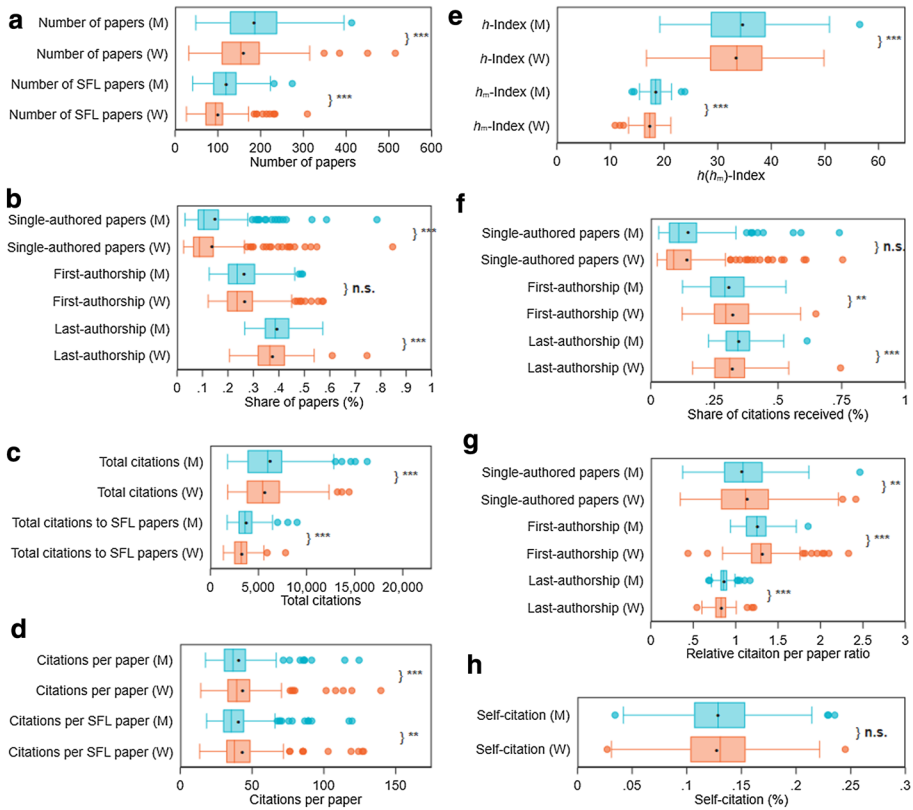 a
Number of papers (M)
Number of papers (W)
} ***
Number of SFL papers (M)
Number of SFL papers (W)
} ***
0 100 200 300 400 500 600
Number of papers
b
Single-authored papers (M)
Single-authored papers (W)
} ***
First-authorship (M)
First-authorship (W)
} n.s.
Last-authorship (M)
Last-authorship (W)
} ***
0 .1 .2 .3 .4 .5 .6 .7 .8 .9 1
Share of papers (%)
c
Total citations (M)
Total citations (W)
} ***
Total citations to SFL papers (M)
Total citations to SFL papers (W)
} ***
0 5,000 10,000 15,000 20,000
Total citations
d
Citations per paper (M)
Citations per paper (W)
} ***
Citations per SFL paper (M)
Citations per SFL paper (W)
} **
0 50 100 150
Citations per paper
e
h-Index (M)
h-Index (W)
} ***
hₘ-Index (M)
hₘ-Index (W)
} ***
0 10 20 30 40 50 60
h(hₘ)-Index
f
Single-authored papers (M)
Single-authored papers (W)
} n.s.
First-authorship (M)
First-authorship (W)
} **
Last-authorship (M)
Last-authorship (W)
} ***
0 .25 .5 .75 1
Share of citations received (%)
g
Single-authored papers (M)
Single-authored papers (W)
} **
First-authorship (M)
First-authorship (W)
} ***
Last-authorship (M)
Last-authorship (W)
} ***
0 .5 1 1.5 2 2.5 3
Relative citaiton per paper ratio
h
Self-citation (M)
Self-citation (W)
} n.s.
0 .05 .1 .15 .2 .25 .3
Self-citation (%)